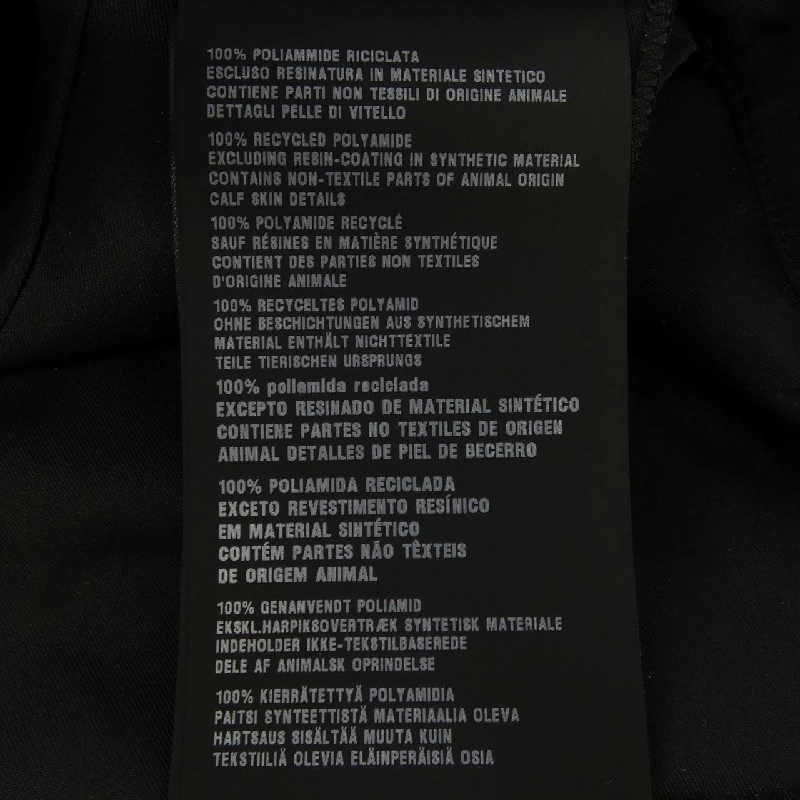 100% POLIAMMIDE RICICLATA
ESCLUSO RESINATURA IN MATERIALE SINTETICO
CONTIENE PARTI NON TESSILI DI ORIGINE ANIMALE
DETTAGLI PELLE DI VITELLO
100% RECYCLED POLYAMIDE
EXCLUDING RESIN-COATING IN SYNTHETIC MATERIAL
CONTAINS NON-TEXTILE PARTS OF ANIMAL ORIGIN
CALF SKIN DETAILS
100% POLYAMIDE RECYCLÉ
SAUF RÉSINES EN MATIÈRE SYNTHÉTIQUE
CONTIENT DES PARTIES NON TEXTILES
D'ORIGINE ANIMALE
100% RECYCELTES POLYAMID
OHNE BESCHICHTUNGEN AUS SYNTHETISCHEM
MATERIAL ENTHÄLT NICHTTEXTILE
TEILE TIERISCHEN URSPRUNGS
100% poliamida reciclada
EXCEPTO RESINADO DE MATERIAL SINTÉTICO
CONTIENE PARTES NO TEXTILES DE ORIGEN
ANIMAL DETALLES DE PIEL DE BECERRO
100% POLIAMIDA RECICLADA
EXCETO REVESTIMENTO RESÍNICO
EM MATERIAL SINTÉTICO
CONTÉM PARTES NÃO TÊXTEIS
DE ORIGEM ANIMAL
100% GENANVENDT POLIAMID
EKSKL.HARPIKSOVERTRÆK SYNTETISK MATERIALE
INDEHOLDER IKKE-TEKSTILBASEREDE
DELE AF ANIMALSK OPRINDELSE
100% KIERRÄTETTYÄ POLYAMIDIA
PAITSI SYNTEETTISTÄ MATERIAALIA OLEVA
HARTSAUS SISÄLTÄÄ MUUTA KUIN
TEKSTIILIÄ OLEVIA ELÄINPERÄISIÄ OSIA